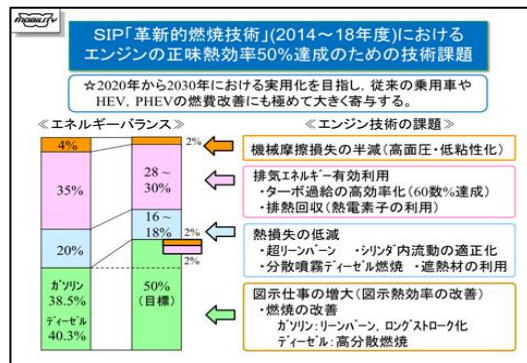 MOBILITY
SIP「革新的燃焼技術」(2014～18年度)における
エンジンの正味熱効率50%達成のための技術課題
☆2020年から2030年における実用化を目指し，従来の乗用車や
HEV，PHEVの燃費改善にも極めて大きく寄与する。
≪エネルギーバランス≫
≪エンジン技術の課題≫
4%
2%
機械摩擦損失の半減(高面圧・低粘性化)
35%
28～
30%
排気エネルギー有効利用
・ターボ過給の高効率化(60数%達成)
・排熱回収(熱電素子の利用)
20%
16～
18%
2%
2%
熱損失の低減
・超リーンバーン ・シリンダ内流動の適正化
・分散噴霧ディーゼル燃焼 ・遮熱材の利用
ガソリン
38.5%
ディーゼル
40.3%
50%
(目標)
図示仕事の増大(図示熱効率の改善)
・燃焼の改善
ガソリン：リーンバーン，ロングストローク化
ディーゼル：高分散燃焼